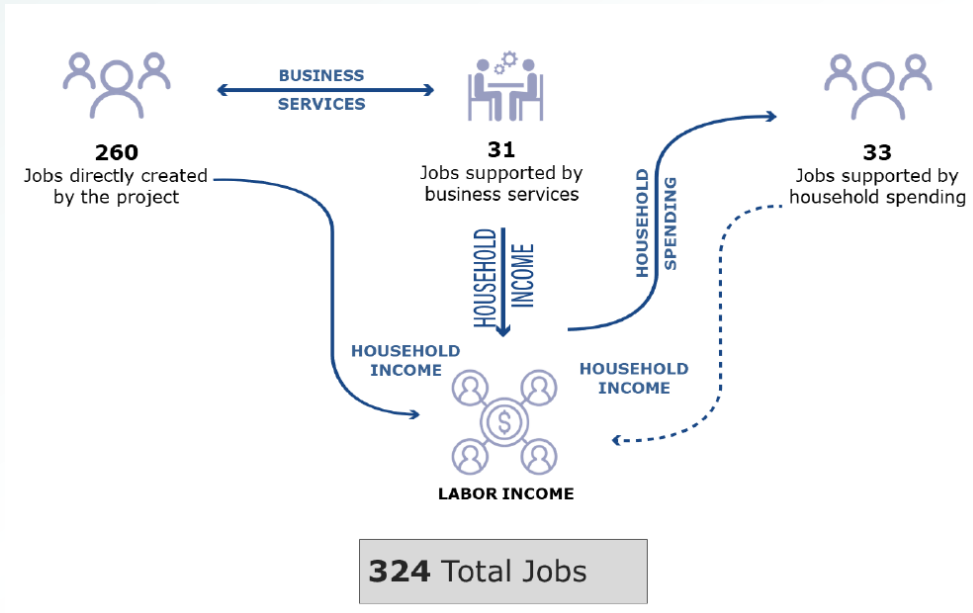 BUSINESS
SERVICES
260
Jobs directly created
by the project
31
Jobs supported by
business services
33
Jobs supported by
household spending
HOUSEHOLD
INCOME
HOUSEHOLD
SPENDING
HOUSEHOLD
INCOME
HOUSEHOLD
INCOME
$
LABOR INCOME
324 Total Jobs